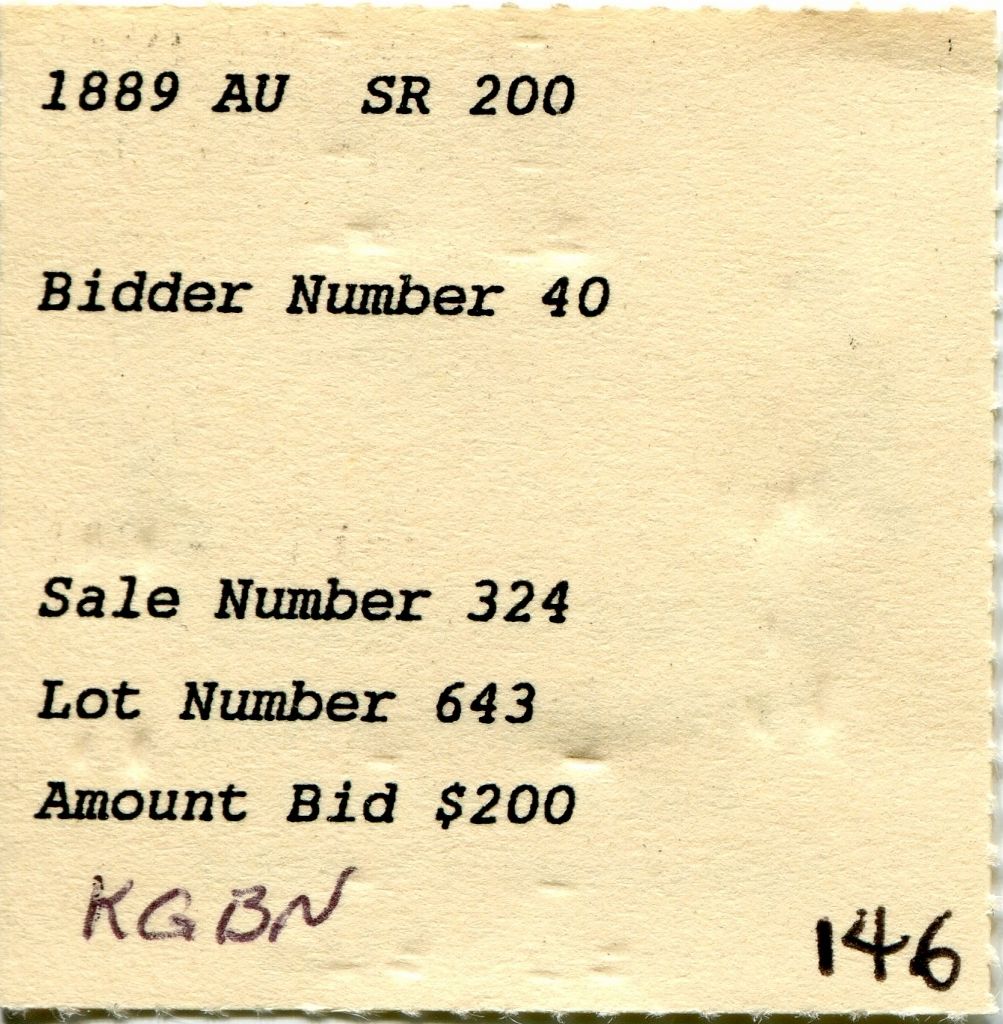 1889 AU SR 200
Bidder Number 40
Sale Number 324
Lot Number 643
Amount Bid $200
KGBN
146